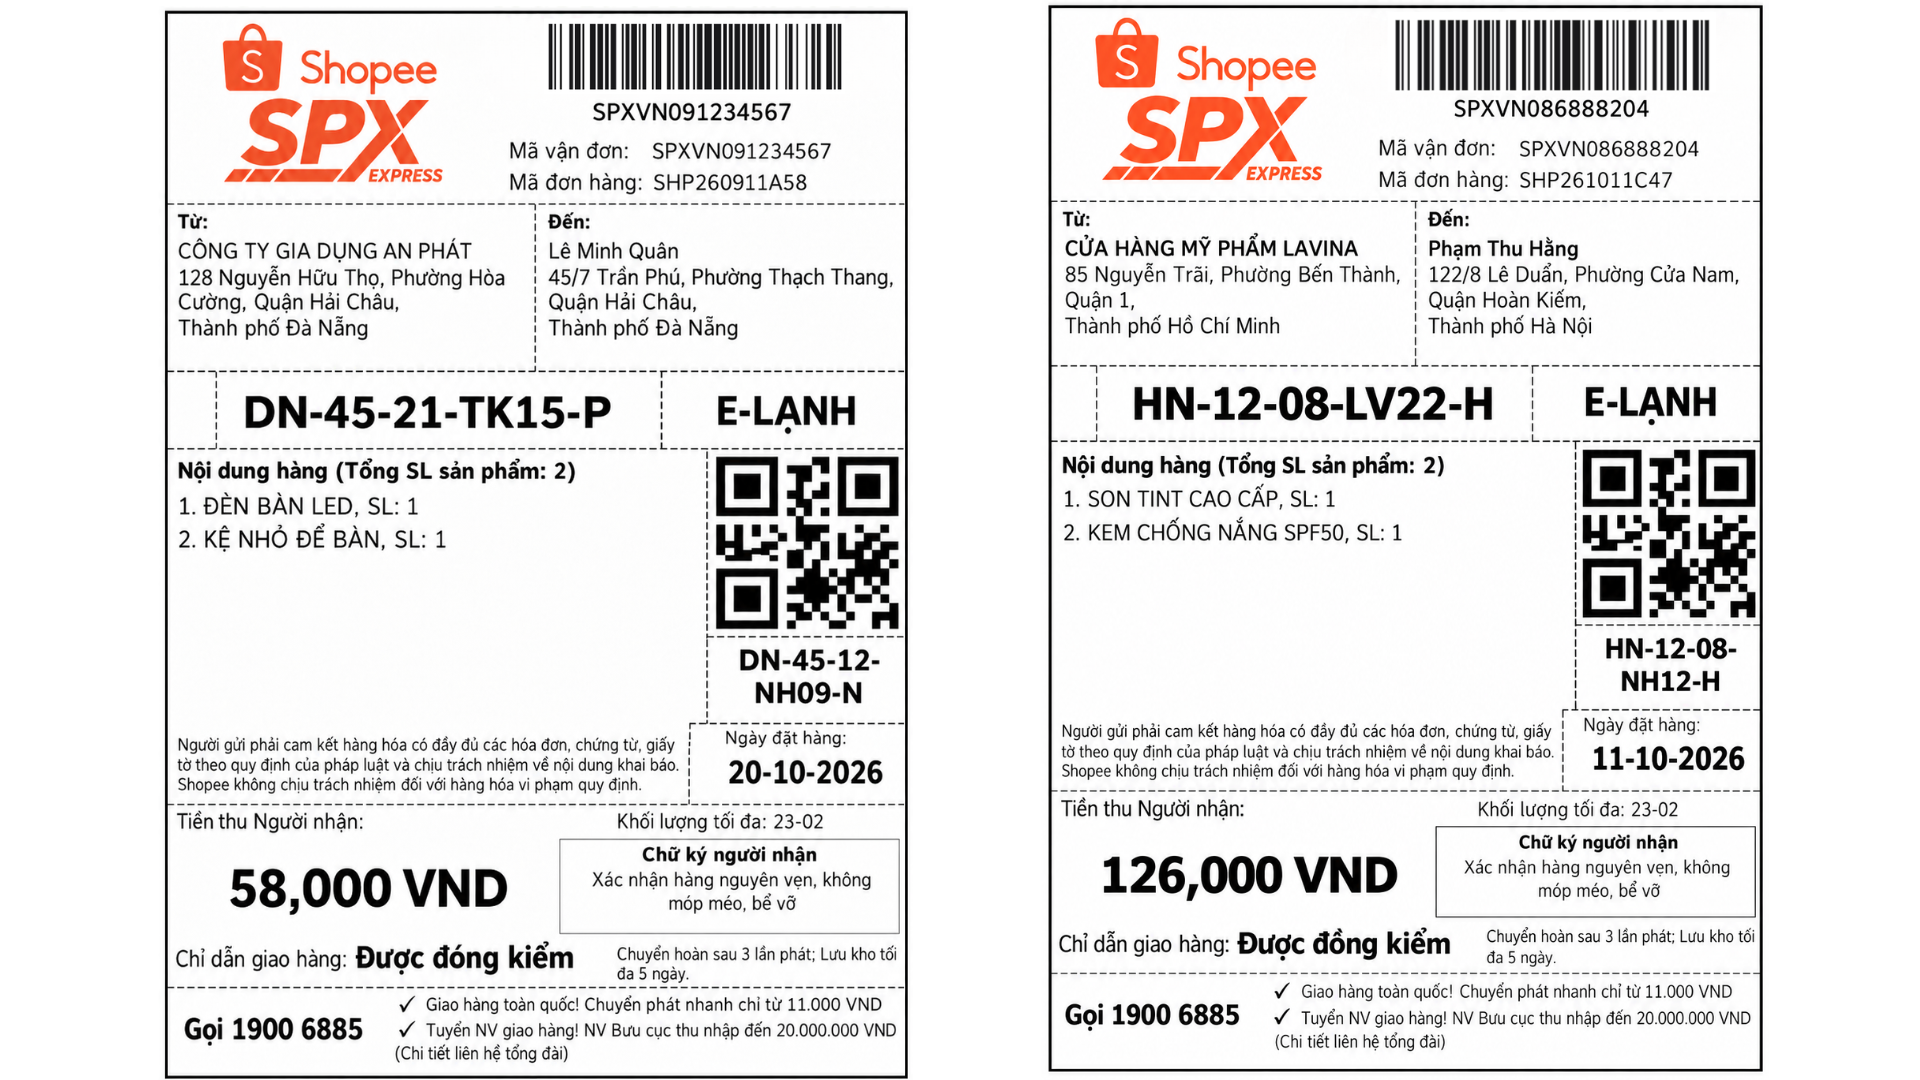 S
Shopee
SPX
EXPRESS
SPXVN091234567
Mã vận đơn: SPXVN091234567
Mã đơn hàng: SHP260911A58
Từ:
CÔNG TY GIA DỤNG AN PHÁT
128 Nguyễn Hữu Thọ, Phường Hòa
Cường, Quận Hải Châu,
Thành phố Đà Nẵng
Đến:
Lê Minh Quân
45/7 Trần Phú, Phường Thạch Thang,
Quận Hải Châu,
Thành phố Đà Nẵng
DN-45-21-TK15-P
E-LẠNH
Nội dung hàng (Tổng SL sản phẩm: 2)
1. ĐÈN BÀN LED, SL: 1
2. KỆ NHỎ ĐỂ BÀN, SL: 1
DN-45-12-
NH09-N
Người gửi phải cam kết hàng hóa có đầy đủ các hóa đơn, chứng từ, giấy
tờ theo quy định của pháp luật và chịu trách nhiệm về nội dung khai báo.
Shopee không chịu trách nhiệm đối với hàng hóa vi phạm quy định.
Ngày đặt hàng:
20-10-2026
Tiền thu Người nhận:
58,000 VND
Khối lượng tối đa: 23-02
Chữ ký người nhận
Xác nhận hàng nguyên vẹn, không
móp méo, bể vỡ
Chỉ dẫn giao hàng: Được đóng kiểm
Chuyển hoàn sau 3 lần phát; Lưu kho tối
đa 5 ngày.
Gọi 1900 6885
✓ Giao hàng toàn quốc! Chuyển phát nhanh chỉ từ 11.000 VND
✓ Tuyển NV giao hàng! NV Bưu cục thu nhập đến 20.000.000 VND
(Chi tiết liên hệ tổng đài)
S
Shopee
SPX
EXPRESS
SPXVN086888204
Mã vận đơn: SPXVN086888204
Mã đơn hàng: SHP261011C47
Từ:
CỬA HÀNG MỸ PHẨM LAVINA
85 Nguyễn Trãi, Phường Bến Thành,
Quận 1,
Thành phố Hồ Chí Minh
Đến:
Phạm Thu Hằng
122/8 Lê Duẩn, Phường Cửa Nam,
Quận Hoàn Kiếm,
Thành phố Hà Nội
HN-12-08-LV22-H
E-LẠNH
Nội dung hàng (Tổng SL sản phẩm: 2)
1. SON TINT CAO CẤP, SL: 1
2. KEM CHỐNG NẮNG SPF50, SL: 1
HN-12-08-
NH12-H
Người gửi phải cam kết hàng hóa có đầy đủ các hóa đơn, chứng từ, giấy
tờ theo quy định của pháp luật và chịu trách nhiệm về nội dung khai báo.
Shopee không chịu trách nhiệm đối với hàng hóa vi phạm quy định.
Ngày đặt hàng:
11-10-2026
Tiền thu Người nhận:
126,000 VND
Khối lượng tối đa: 23-02
Chữ ký người nhận
Xác nhận hàng nguyên vẹn, không
móp méo, bể vỡ
Chỉ dẫn giao hàng: Được đồng kiểm
Chuyển hoàn sau 3 lần phát; Lưu kho tối
đa 5 ngày.
Gọi 1900 6885
✓ Giao hàng toàn quốc! Chuyển phát nhanh chỉ từ 11.000 VND
✓ Tuyển NV giao hàng! NV Bưu cục thu nhập đến 20.000.000 VND
(Chi tiết liên hệ tổng đài)